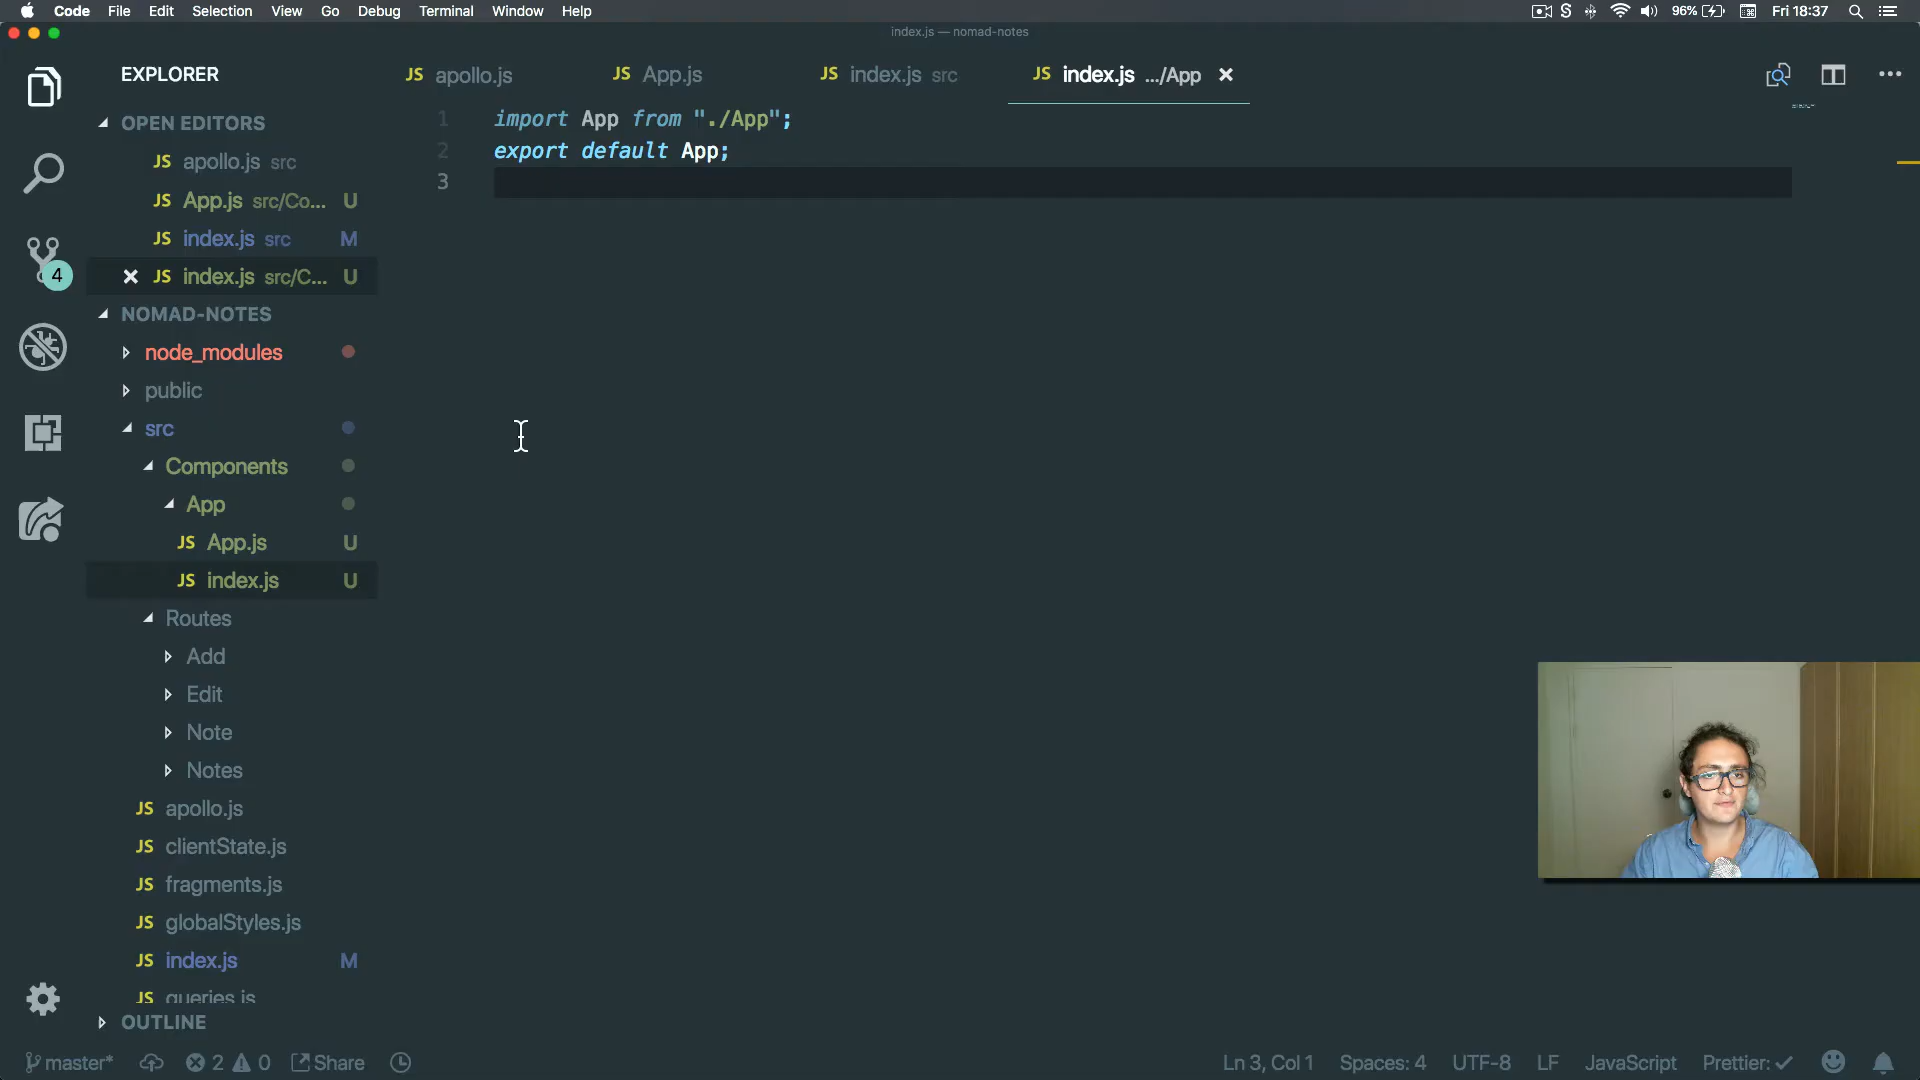 Code File Edit Selection View Go Debug Terminal Window Help
96% Fri 18:37
index.js — nomad-notes
EXPLORER
JS apollo.js
JS App.js
JS index.js src
JS index.js .../App
OPEN EDITORS
JS apollo.js src
JS App.js src/Co... U
JS index.js src M
JS index.js src/C... U
4
NOMAD-NOTES
node_modules
public
src
Components
App
JS App.js U
JS index.js U
Routes
Add
Edit
Note
Notes
JS apollo.js
JS clientState.js
JS fragments.js
JS globalStyles.js
JS index.js M
JS queries.js
OUTLINE
1 import App from "./App";
2 export default App;
3
master* 2 0 Share
Ln 3, Col 1 Spaces: 4 UTF-8 LF JavaScript Prettier: ✓